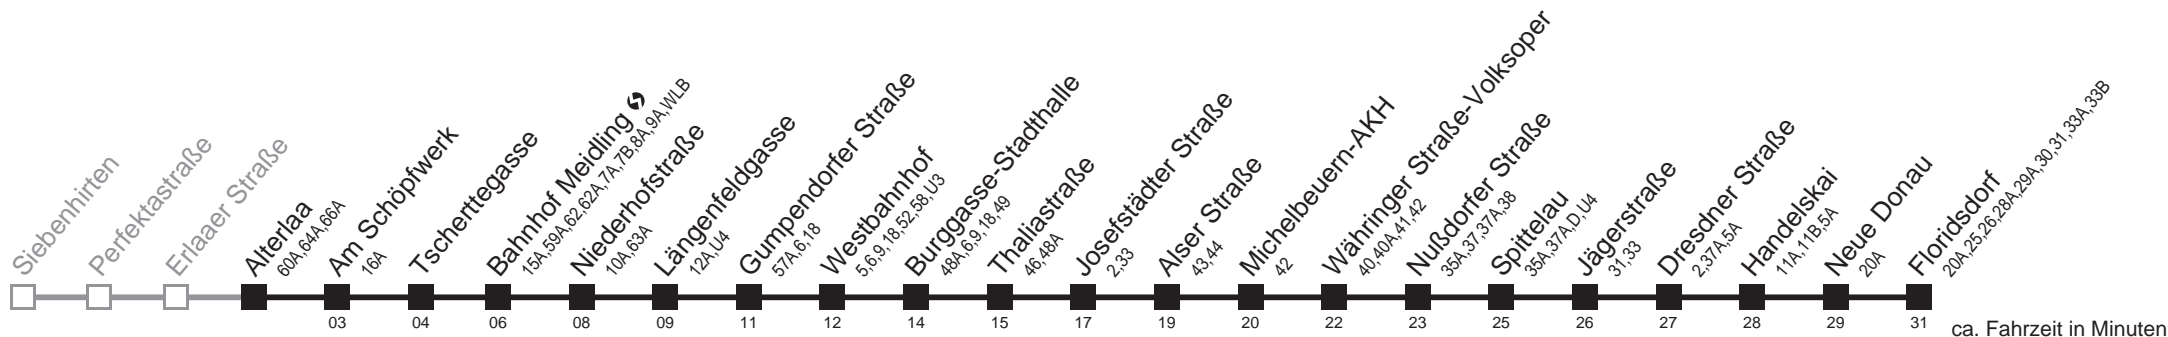 Siebenhirten
Perfektastraße
Erlaaer Straße
Alterlaa
60A,64A,66A
Am Schöpfwerk
16A
Tscherttegasse
Bahnhof Meidling
15A,59A,62,62A,7A,7B,8A,9A,WLB
Niederhofstraße
10A,63A
Längenfeldgasse
12A,U4
Gumpendorfer Straße
57A,6,18
Westbahnhof
5,6,9,18,52,58,U3
Burggasse-Stadthalle
48A,6,9,18,49
Thaliastraße
46,48A
Josefstädter Straße
2,33
Alser Straße
43,44
Michelbeuern-AKH
42
Währinger Straße-Volksoper
40,40A,41,42
Nußdorfer Straße
35A,37,37A,38
Spittelau
35A,37A,D,U4
Jägerstraße
31,33
Dresdner Straße
2,37A,5A
Handelskai
11A,11B,5A
Neue Donau
20A
Floridsdorf
20A,25,26,28A,29A,30,31,33A,33B
03 04 06 08 09 11 12 14 15 17 19 20 22 23 25 26 27 28 29 31
ca. Fahrzeit in Minuten